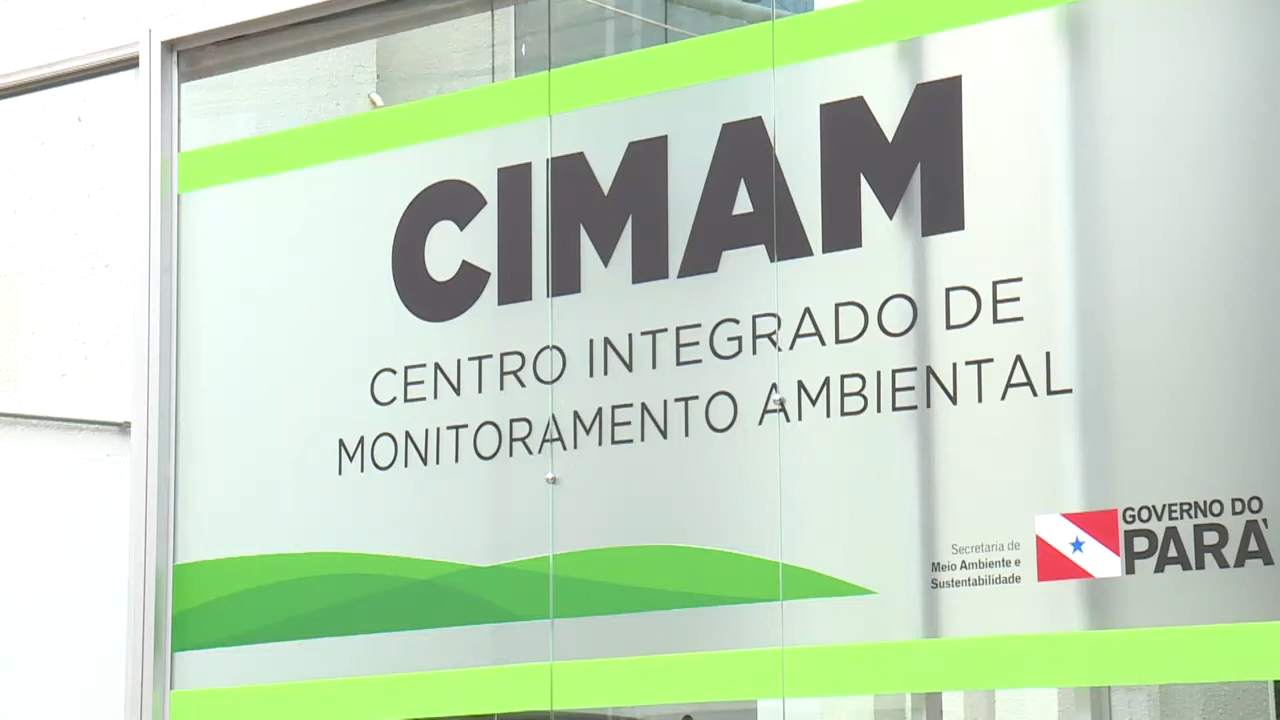 CIMAM
CENTRO INTEGRADO DE
MONITORAMENTO AMBIENTAL
Secretaria de
Meio Ambiente e
Sustentabilidade
GOVERNO DO
PARÁ